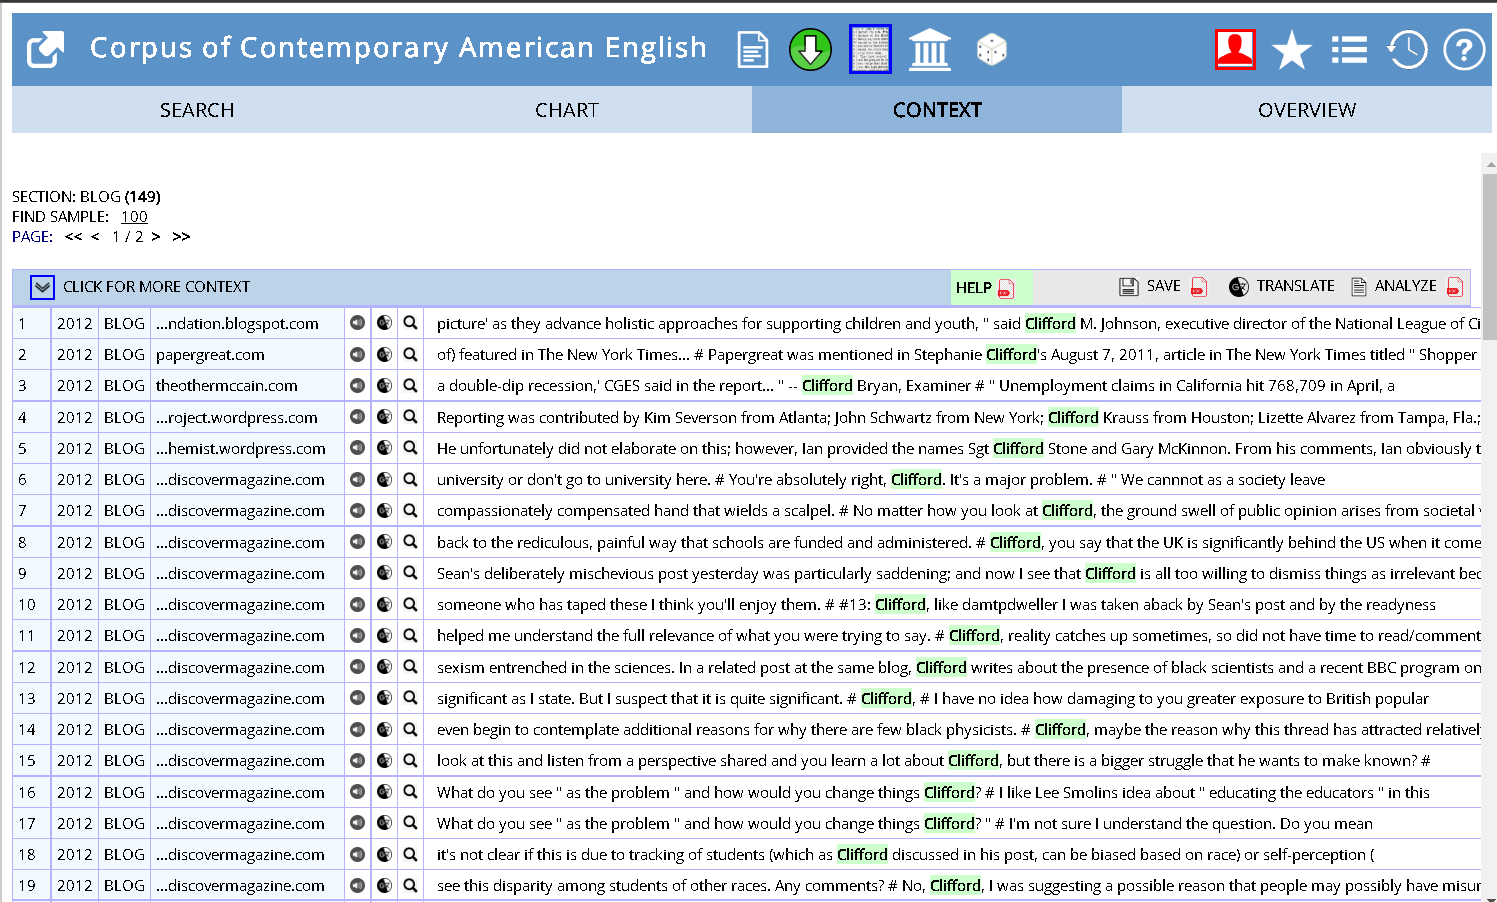 Corpus of Contemporary American English
SEARCH CHART CONTEXT OVERVIEW
SECTION: BLOG (149)
FIND SAMPLE: 100
PAGE: << < 1 / 2 > >>
CLICK FOR MORE CONTEXT HELP SAVE TRANSLATE ANALYZE
1 2012 BLOG ...ndation.blogspot.com picture' as they advance holistic approaches for supporting children and youth, " said Clifford M. Johnson, executive director of the National League of Ci
2 2012 BLOG papergreat.com of) featured in The New York Times... # Papergreat was mentioned in Stephanie Clifford's August 7, 2011, article in The New York Times titled " Shopper
3 2012 BLOG theothermccain.com a double-dip recession,' CGES said in the report... " -- Clifford Bryan, Examiner # " Unemployment claims in California hit 768,709 in April, a
4 2012 BLOG ...roject.wordpress.com Reporting was contributed by Kim Severson from Atlanta; John Schwartz from New York; Clifford Krauss from Houston; Lizette Alvarez from Tampa, Fla.;
5 2012 BLOG ...hemist.wordpress.com He unfortunately did not elaborate on this; however, Ian provided the names Sgt Clifford Stone and Gary McKinnon. From his comments, Ian obviously t
6 2012 BLOG ...discovermagazine.com university or don't go to university here. # You're absolutely right, Clifford. It's a major problem. # " We cannnot as a society leave
7 2012 BLOG ...discovermagazine.com compassionately compensated hand that wields a scalpel. # No matter how you look at Clifford, the ground swell of public opinion arises from societal
8 2012 BLOG ...discovermagazine.com back to the rediculous, painful way that schools are funded and administered. # Clifford, you say that the UK is significantly behind the US when it come
9 2012 BLOG ...discovermagazine.com Sean's deliberately mischevious post yesterday was particularly saddening; and now I see that Clifford is all too willing to dismiss things as irrelevant bec
10 2012 BLOG ...discovermagazine.com someone who has taped these I think you'll enjoy them. # #13: Clifford, like damtpdweller I was taken aback by Sean's post and by the readyness
11 2012 BLOG ...discovermagazine.com helped me understand the full relevance of what you were trying to say. # Clifford, reality catches up sometimes, so did not have time to read/comment
12 2012 BLOG ...discovermagazine.com sexism entrenched in the sciences. In a related post at the same blog, Clifford writes about the presence of black scientists and a recent BBC program on
13 2012 BLOG ...discovermagazine.com significant as I state. But I suspect that it is quite significant. # Clifford, # I have no idea how damaging to you greater exposure to British popular
14 2012 BLOG ...discovermagazine.com even begin to contemplate additional reasons for why there are few black physicists. # Clifford, maybe the reason why this thread has attracted relatively
15 2012 BLOG ...discovermagazine.com look at this and listen from a perspective shared and you learn a lot about Clifford, but there is a bigger struggle that he wants to make known? #
16 2012 BLOG ...discovermagazine.com What do you see " as the problem " and how would you change things Clifford? # I like Lee Smolins idea about " educating the educators " in this
17 2012 BLOG ...discovermagazine.com What do you see " as the problem " and how would you change things Clifford? " # I'm not sure I understand the question. Do you mean
18 2012 BLOG ...discovermagazine.com it's not clear if this is due to tracking of students (which as Clifford discussed in his post, can be biased based on race) or self-perception (
19 2012 BLOG ...discovermagazine.com see this disparity among students of other races. Any comments? # No, Clifford, I was suggesting a possible reason that people may possibly have misur